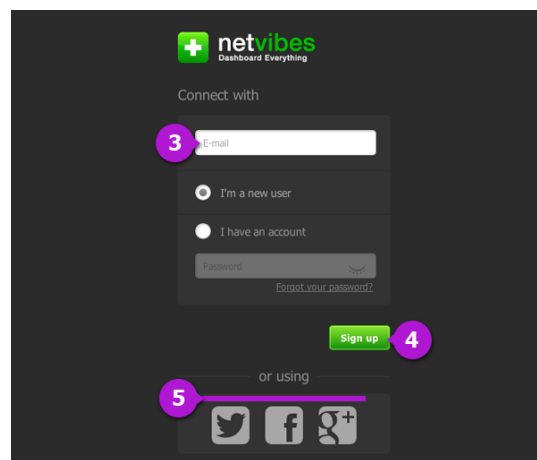 netvibes
Dashboard Everything
Connect with
3
E-mail
I'm a new user
I have an account
Password
Forgot your password?
Sign up
4
or using
5
f
g+